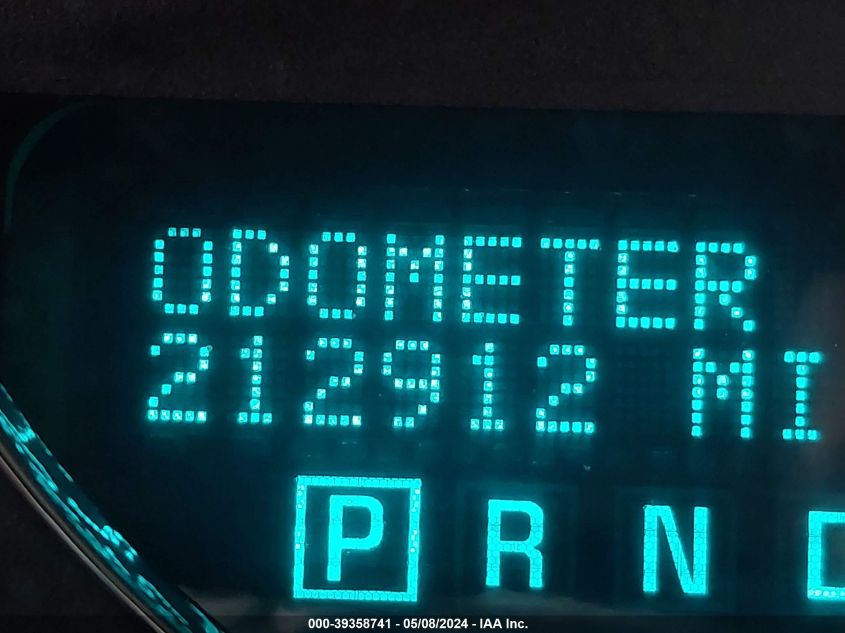 ODOMETER
212912 MI
P R N
000-39358741 - 05/08/2024 - IAA Inc.